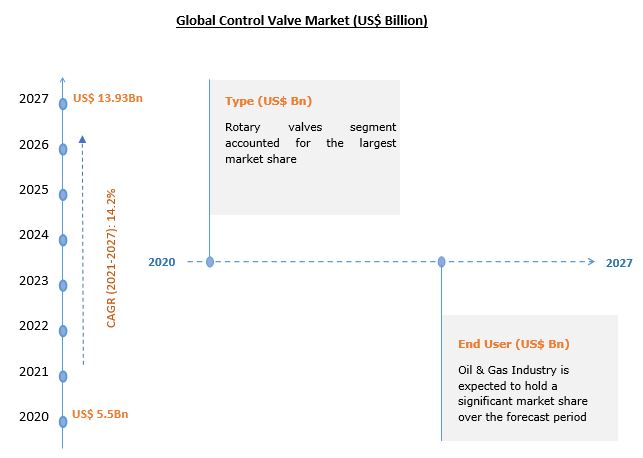 Global Control Valve Market (US$ Billion)
2027
US$ 13.93Bn
2026
2025
2024
2023
2022
2021
2020
US$ 5.5Bn
CAGR (2021-2027): 14.2%
Type (US$ Bn)
Rotary valves segment
accounted for the largest
market share
2020
2027
End User (US$ Bn)
Oil & Gas Industry is
expected to hold a
significant market share
over the forecast period